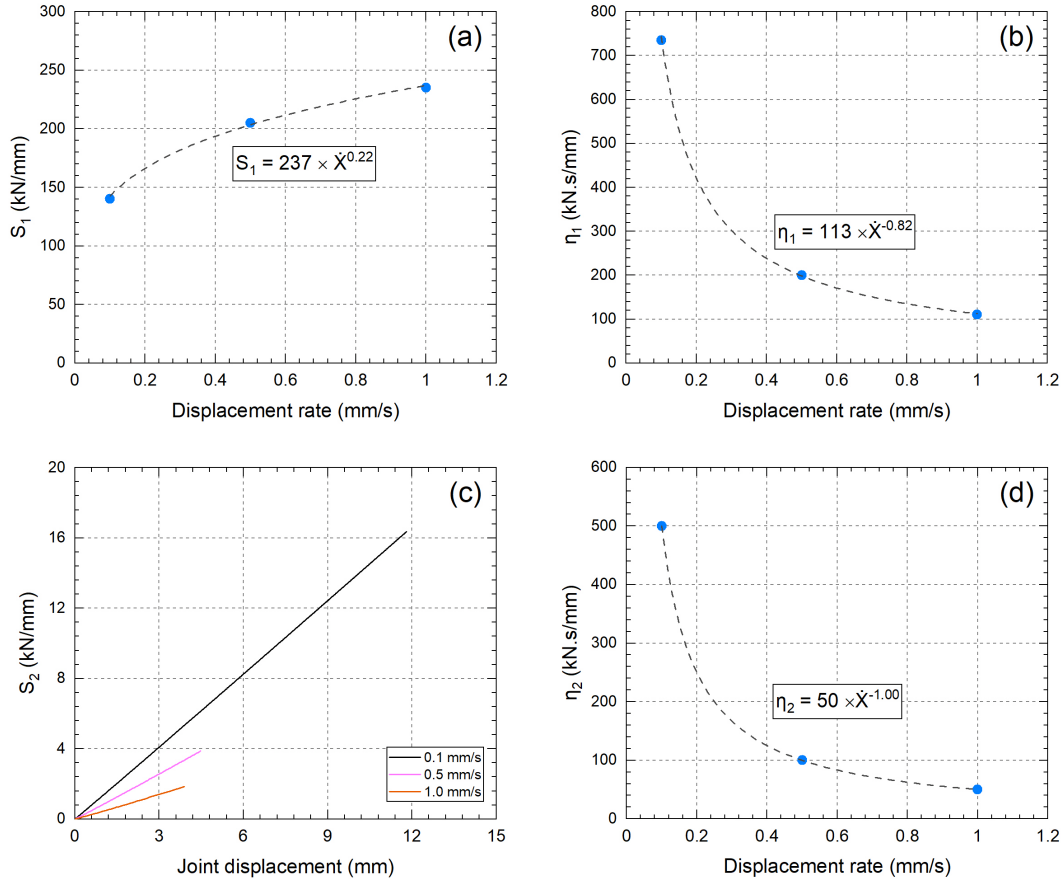 (a)
300
250
200
150
100
50
0
S₁ (kN/mm)
S₁ = 237 × Ẋ^0.22
0 0.2 0.4 0.6 0.8 1 1.2
Displacement rate (mm/s)
(b)
800
700
600
500
400
300
200
100
0
η₁ (kN.s/mm)
η₁ = 113 ×Ẋ^-0.82
0 0.2 0.4 0.6 0.8 1 1.2
Displacement rate (mm/s)
(c)
20
16
12
8
4
0
S₂ (kN/mm)
0.1 mm/s
0.5 mm/s
1.0 mm/s
0 3 6 9 12 15
Joint displacement (mm)
(d)
600
500
400
300
200
100
0
η₂ (kN.s/mm)
η₂ = 50 ×Ẋ^-1.00
0 0.2 0.4 0.6 0.8 1 1.2
Displacement rate (mm/s)